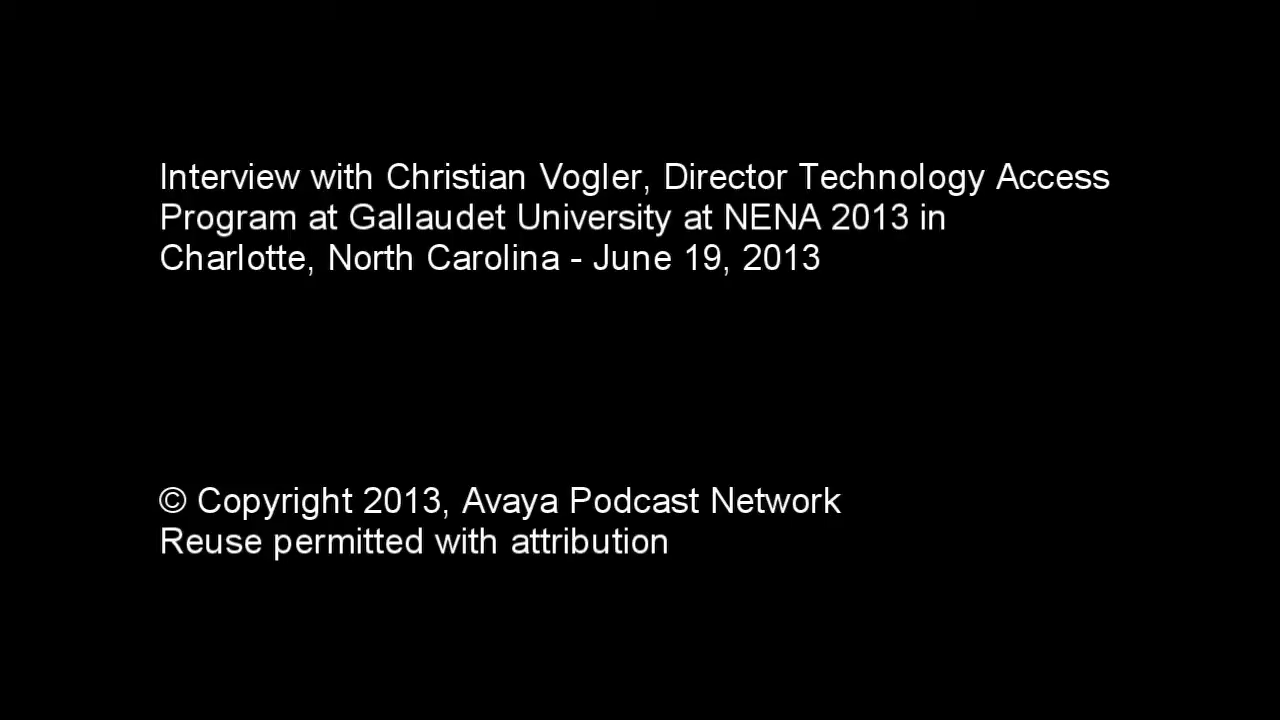 Interview with Christian Vogler, Director Technology Access
Program at Gallaudet University at NENA 2013 in
Charlotte, North Carolina - June 19, 2013
© Copyright 2013, Avaya Podcast Network
Reuse permitted with attribution